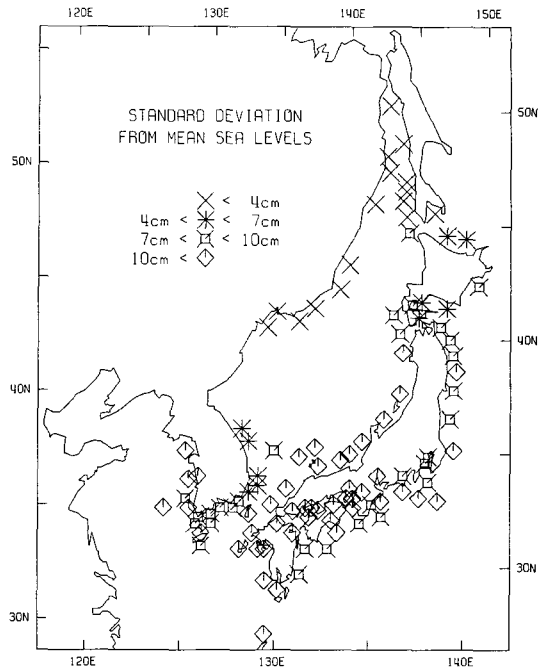 120E 130E 140E 150E
STANDARD DEVIATION
FROM MEAN SEA LEVELS
< 4cm
4cm < < 7cm
7cm < < 10cm
10cm <
50N
40N
30N
50N
40N
30N
120E 130E 140E